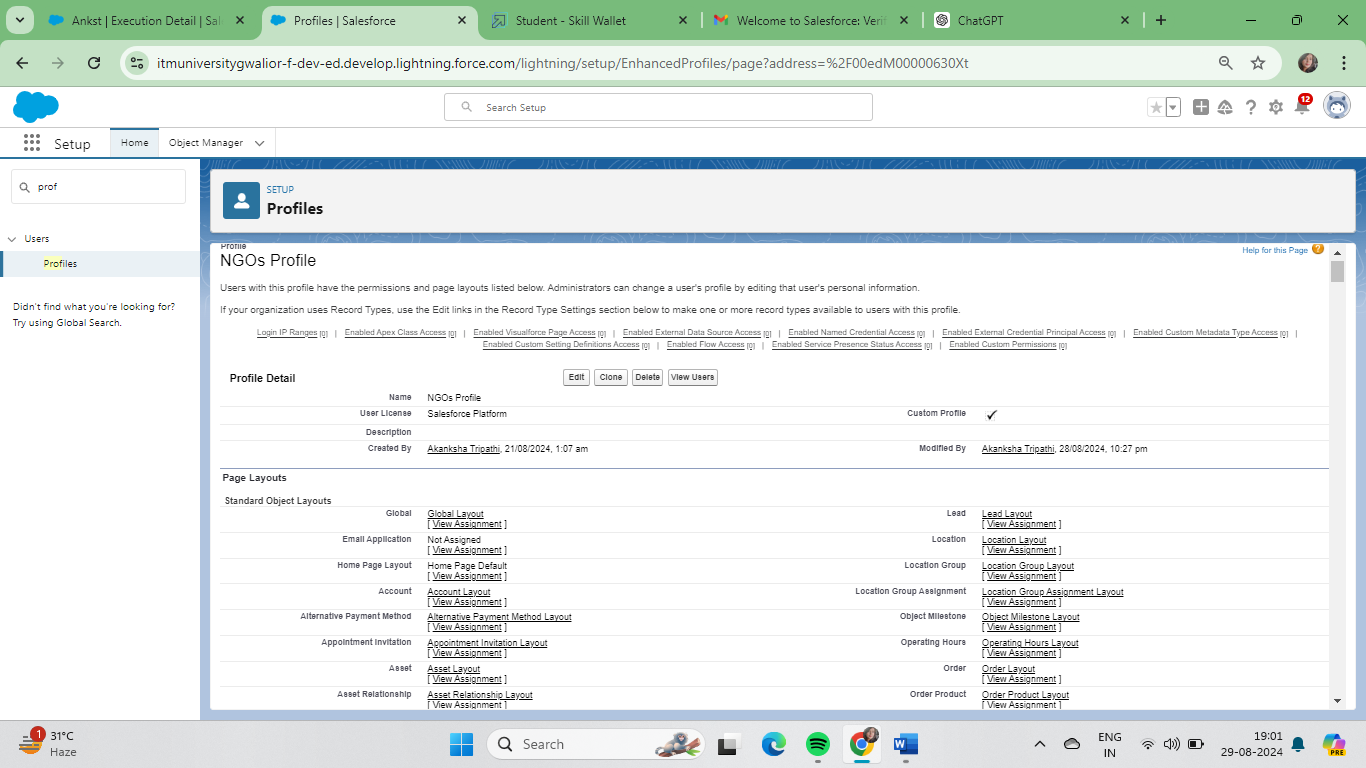 Ankst | Execution Detail | Sal
Profiles | Salesforce
Student - Skill Wallet
Welcome to Salesforce: Verif
ChatGPT
itmuniversitygwalior-f-dev-ed.develop.lightning.force.com/lightning/setup/EnhancedProfiles/page?address=%2F00edM00000630Xt
Search Setup
12
Setup
Home
Object Manager
prof
Users
Profiles
Didn't find what you're looking for?
Try using Global Search.
SETUP
Profiles
Profile
NGOs Profile
Help for this Page
Users with this profile have the permissions and page layouts listed below. Administrators can change a user's profile by editing that user's personal information.
If your organization uses Record Types, use the Edit links in the Record Type Settings section below to make one or more record types available to users with this profile.
Login IP Ranges [0] | Enabled Apex Class Access [0] | Enabled Visualforce Page Access [0] | Enabled External Data Source Access [0] | Enabled Named Credential Access [0] | Enabled External Credential Principal Access [0] | Enabled Custom Metadata Type Access [0] |
Enabled Custom Setting Definitions Access [0] | Enabled Flow Access [0] | Enabled Service Presence Status Access [0] | Enabled Custom Permissions [0]
Profile Detail Edit Clone Delete View Users
Name NGOs Profile
User License Salesforce Platform Custom Profile ✓
Description
Created By Akanksha Tripathi, 21/08/2024, 1:07 am Modified By Akanksha Tripathi, 28/08/2024, 10:27 pm
Page Layouts
Standard Object Layouts
Global Global Layout Lead Lead Layout
[ View Assignment ] [ View Assignment ]
Email Application Not Assigned Location Location Layout
[ View Assignment ] [ View Assignment ]
Home Page Layout Home Page Default Location Group Location Group Layout
[ View Assignment ] [ View Assignment ]
Account Account Layout Location Group Assignment Location Group Assignment Layout
[ View Assignment ] [ View Assignment ]
Alternative Payment Method Alternative Payment Method Layout Object Milestone Object Milestone Layout
[ View Assignment ] [ View Assignment ]
Appointment Invitation Appointment Invitation Layout Operating Hours Operating Hours Layout
[ View Assignment ] [ View Assignment ]
Asset Asset Layout Order Order Layout
[ View Assignment ] [ View Assignment ]
Asset Relationship Asset Relationship Layout Order Product Order Product Layout
[ View Assignment ] [ View Assignment ]
1
31°C
Haze
Search
ENG
IN
19:01
29-08-2024
PRE